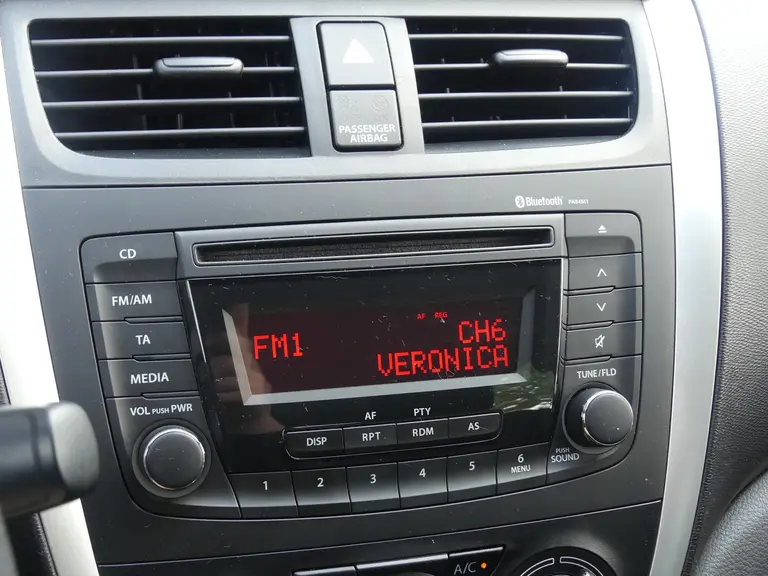 PASSENGER
AIRBAG
Bluetooth PA84M1
CD
FM/AM
TA
MEDIA
VOL PUSH PWR
AF REG
FM1 CH6
VERONICA
TUNE/FLD
AF PTY
DISP RPT RDM AS
PUSH
SOUND
1 2 3 4 5 6
MENU
A/C